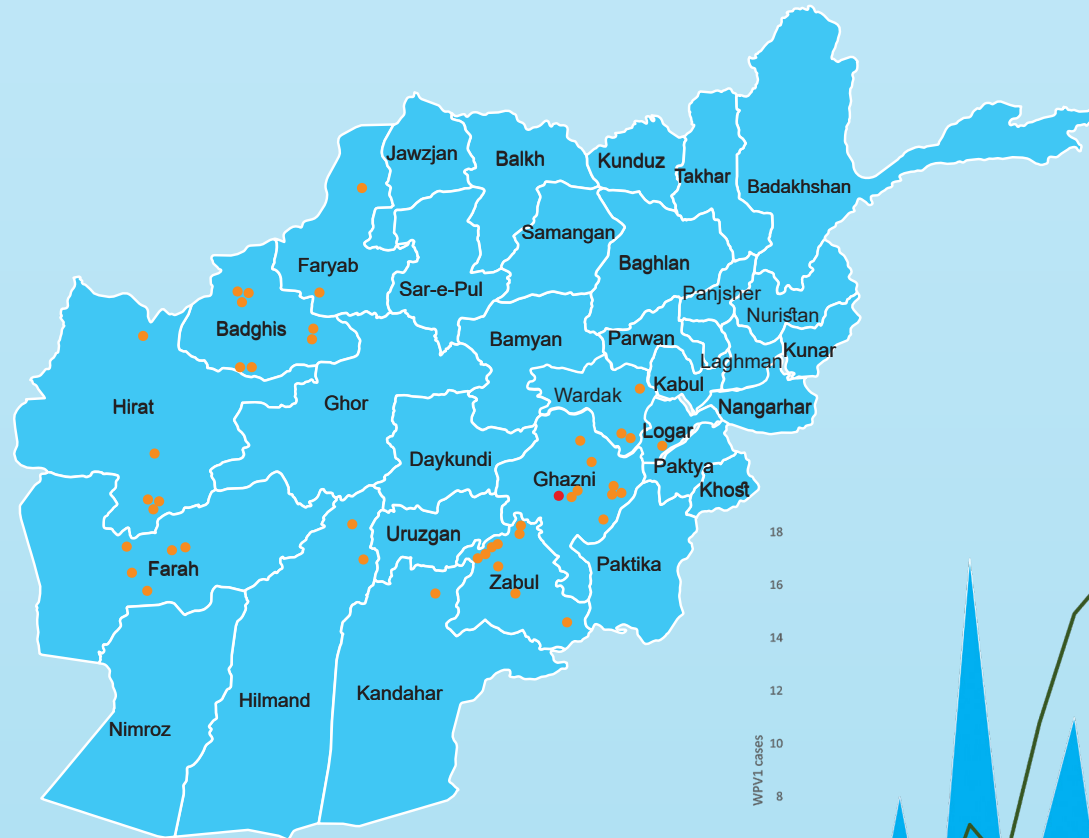 Jawzjan
Balkh
Kunduz
Takhar
Badakhshan
Samangan
Faryab
Baghlan
Sar-e-Pul
Panjsher
Nuristan
Badghis
Bamyan
Parwan
Kunar
Laghman
Kabul
Wardak
Hirat
Ghor
Nangarhar
Logar
Daykundi
Paktya
Ghazni
Khost
Uruzgan
Paktika
Farah
Zabul
Kandahar
Hilmand
Nimroz
18
16
14
12
10
8
WPV1 cases